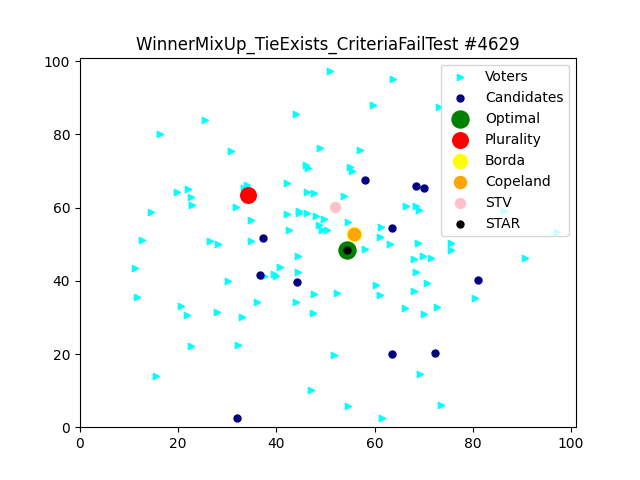 WinnerMixUp_TieExists_CriteriaFailTest #4629
100
80
60
40
20
0
0 20 40 60 80 100
Voters
Candidates
Optimal
Plurality
Borda
Copeland
STV
STAR